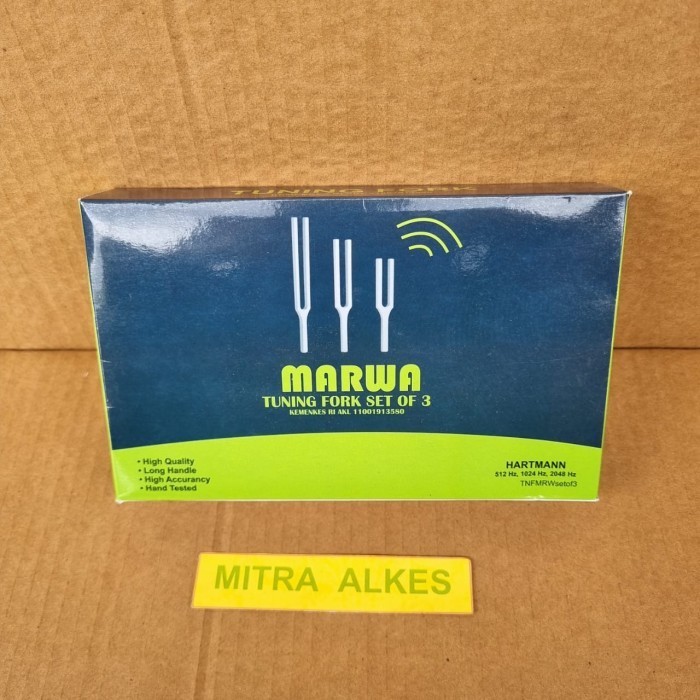 TUNING FORK
MARWA
TUNING FORK SET OF 3
KEMENKES RI AKL 11001913580
• High Quality
• Long Handle
• High Accurancy
• Hand Tested
HARTMANN
512 Hz, 1024 Hz, 2048 Hz
TNFMRWsetof3
MITRA ALKES